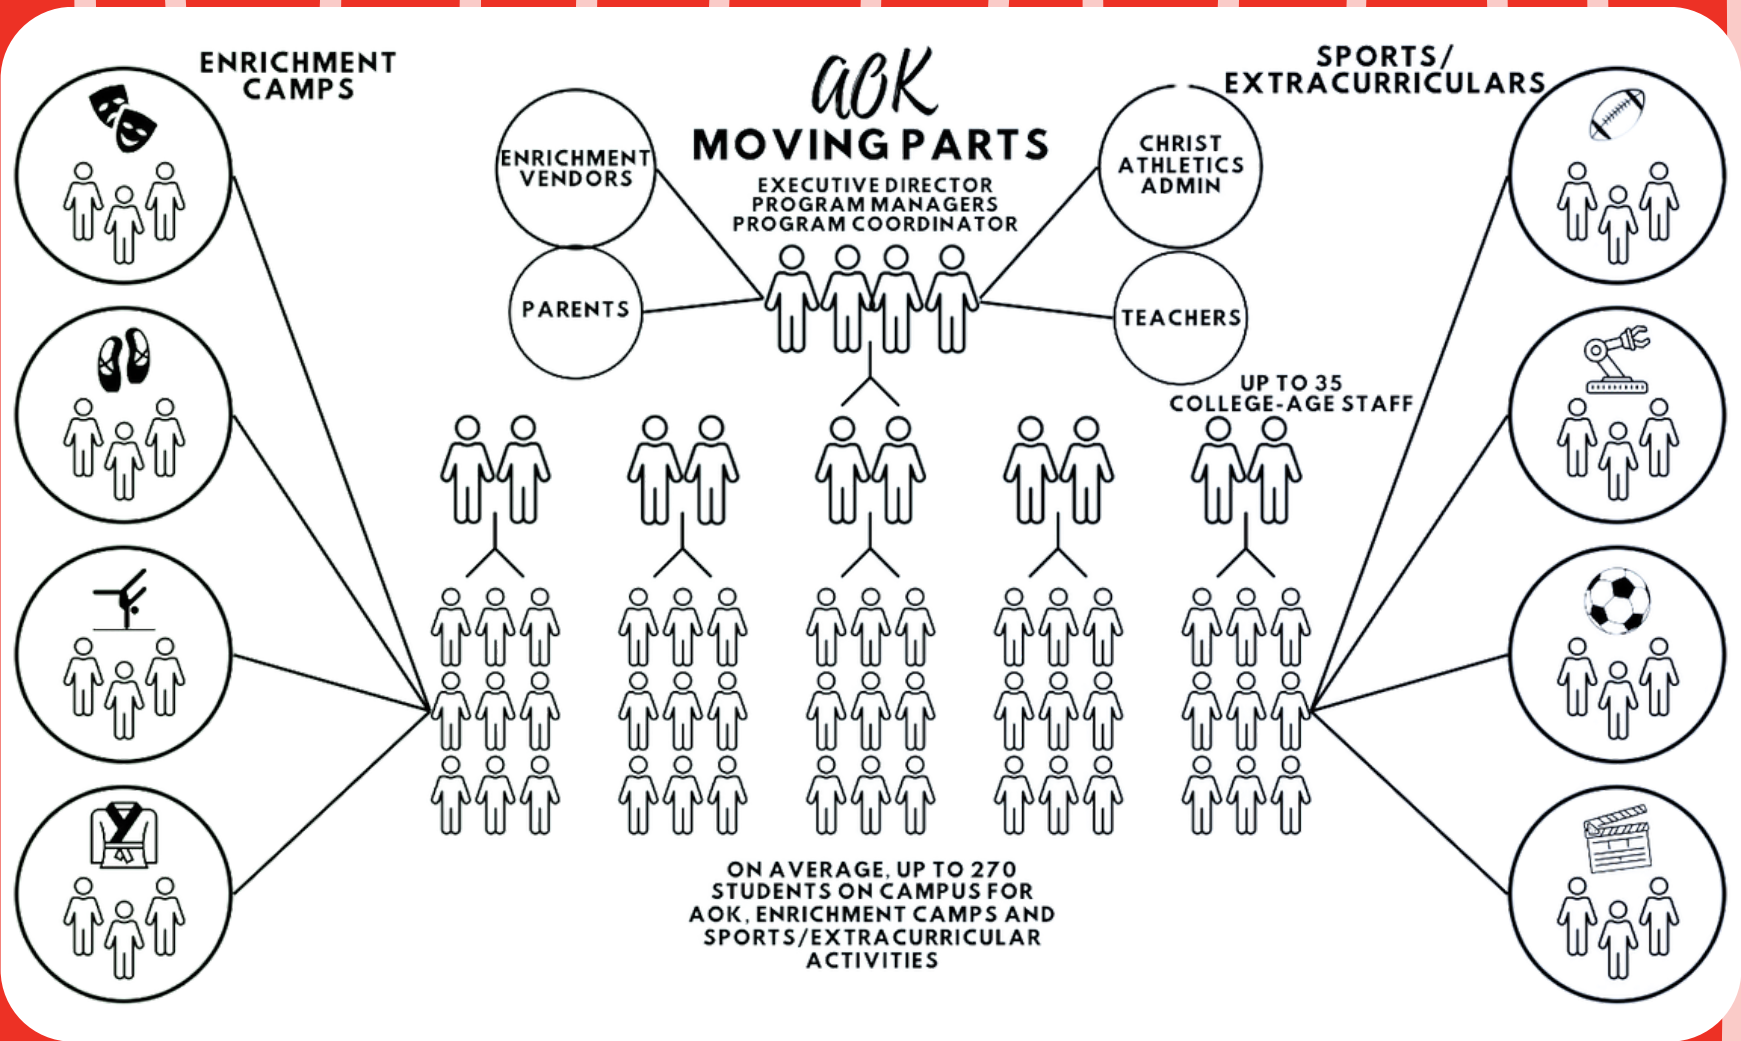 ENRICHMENT
CAMPS
AOK
MOVING PARTS
EXECUTIVE DIRECTOR
PROGRAM MANAGERS
PROGRAM COORDINATOR
SPORTS/
EXTRACURRICULARS
ENRICHMENT
VENDORS
PARENTS
CHRIST
ATHLETICS
ADMIN
TEACHERS
UP TO 35
COLLEGE-AGE STAFF
ON AVERAGE, UP TO 270
STUDENTS ON CAMPUS FOR
AOK, ENRICHMENT CAMPS AND
SPORTS/EXTRACURRICULAR
ACTIVITIES